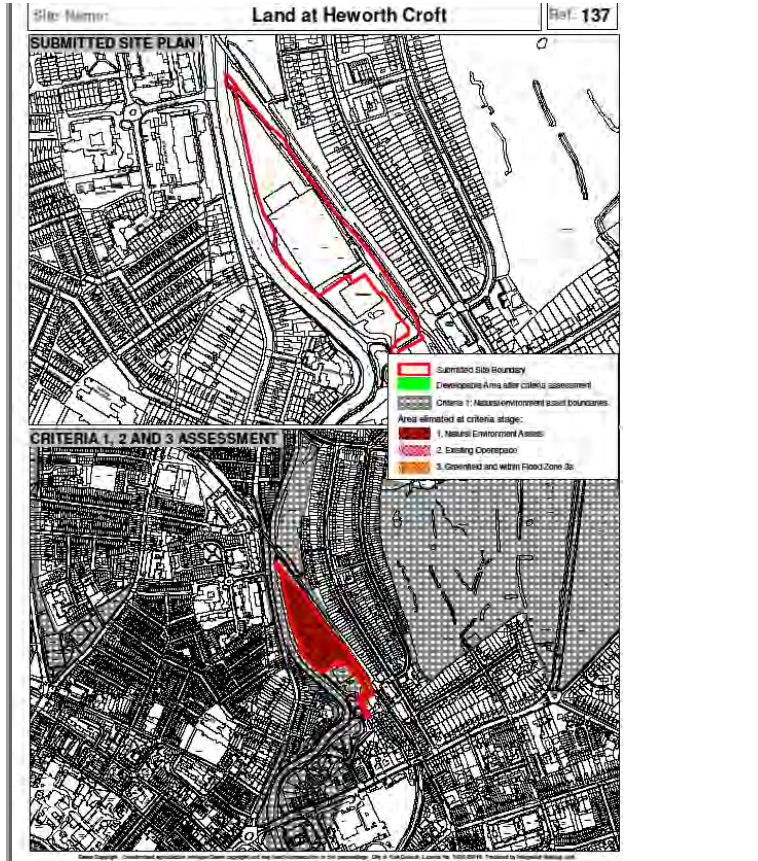 Site Name: Land at Heworth Croft Ref: 137
SUBMITTED SITE PLAN
Submitted Site Boundary
Developable Area after criteria assessment
Criteria 1: Natural environment asset boundaries
Area elimated at criteria stage:
1. Natural Environment Assets
2. Existing Openspace
3. Greenfield and within Flood Zone 3a
CRITERIA 1, 2 AND 3 ASSESSMENT